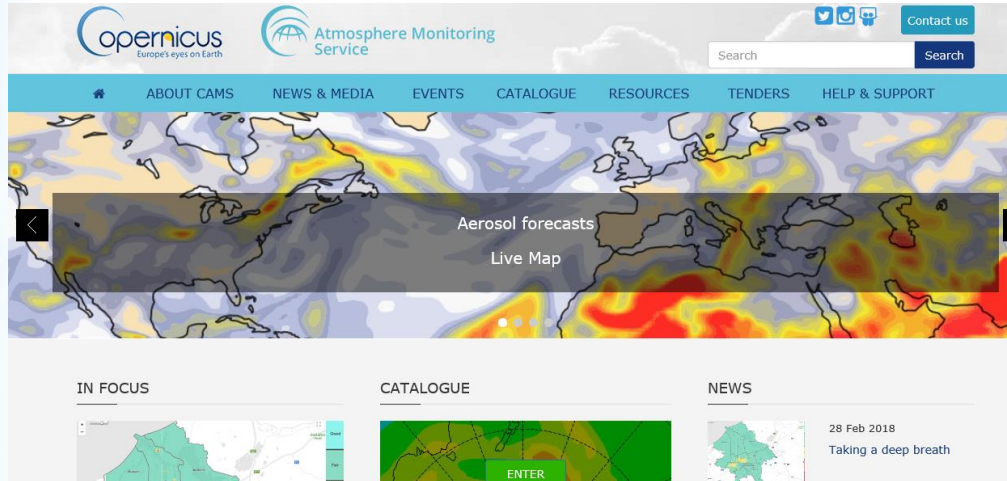 opernicus
Europe's eyes on Earth
Atmosphere Monitoring
Service
Contact us
Search
Search
ABOUT CAMS
NEWS & MEDIA
EVENTS
CATALOGUE
RESOURCES
TENDERS
HELP & SUPPORT
Aerosol forecasts
Live Map
IN FOCUS
CATALOGUE
NEWS
ENTER
28 Feb 2018
Taking a deep breath